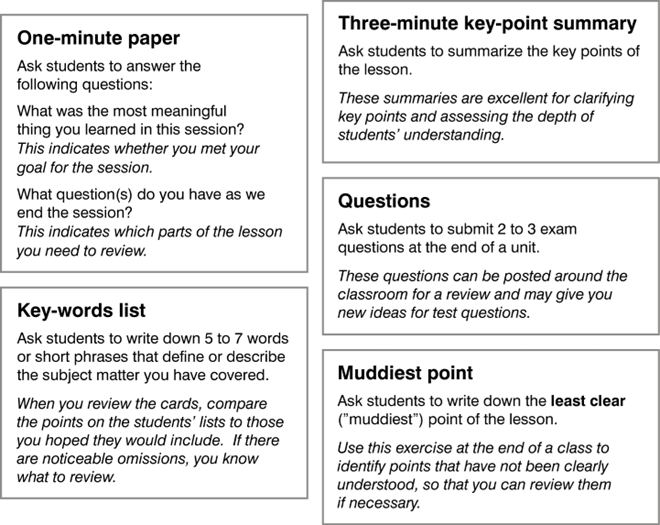 One-minute paper
Ask students to answer the
following questions:
What was the most meaningful
thing you learned in this session?
This indicates whether you met your
goal for the session.
What question(s) do you have as we
end the session?
This indicates which parts of the lesson
you need to review.
Key-words list
Ask students to write down 5 to 7 words
or short phrases that define or describe
the subject matter you have covered.
When you review the cards, compare
the points on the students’ lists to those
you hoped they would include.  If there
are noticeable omissions, you know
what to review.
Three-minute key-point summary
Ask students to summarize the key points of
the lesson.
These summaries are excellent for clarifying
key points and assessing the depth of
students’ understanding.
Questions
Ask students to submit 2 to 3 exam
questions at the end of a unit.
These questions can be posted around the
classroom for a review and may give you
new ideas for test questions.
Muddiest point
Ask students to write down the least clear
(”muddiest”) point of the lesson.
Use this exercise at the end of a class to
identify points that have not been clearly
understood, so that you can review them
if necessary.